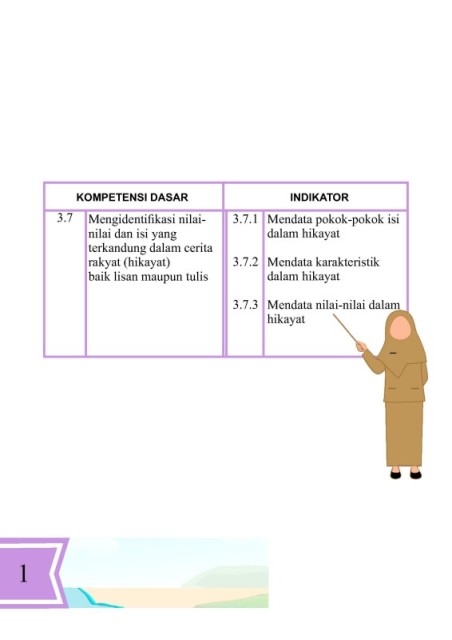 KOMPETENSI DASAR
INDIKATOR
3.7 Mengidentifikasi nilai-
nilai dan isi yang
terkandung dalam cerita
rakyat (hikayat)
baik lisan maupun tulis
3.7.1 Mendata pokok-pokok isi
dalam hikayat
3.7.2 Mendata karakteristik
dalam hikayat
3.7.3 Mendata nilai-nilai dalam
hikayat
1